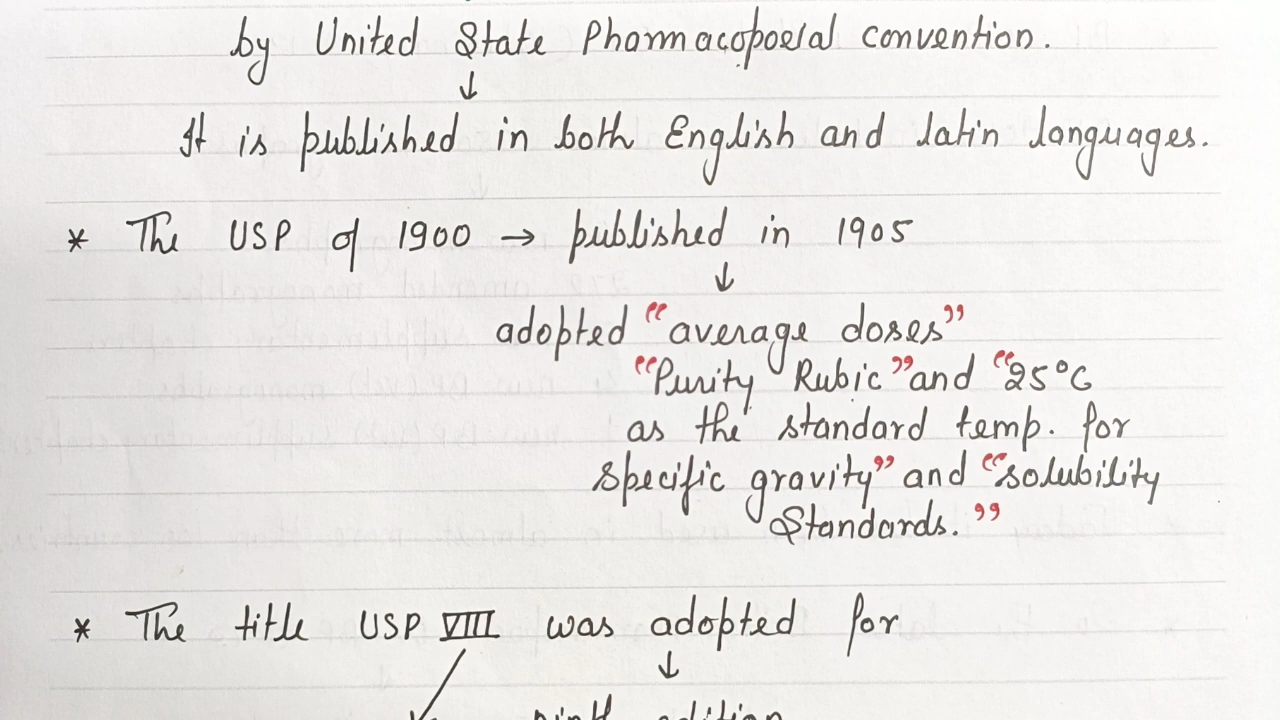 by United State Pharmacopoeial convention.
↓
It is published in both English and latin languages.
* The USP of 1900 → published in 1905
↓
adopted "average doses"
"Purity Rubic" and "25°C
as the standard temp. for
specific gravity" and "solubility
Standards."
* The title USP VIII was adopted for
↓
ninth edition